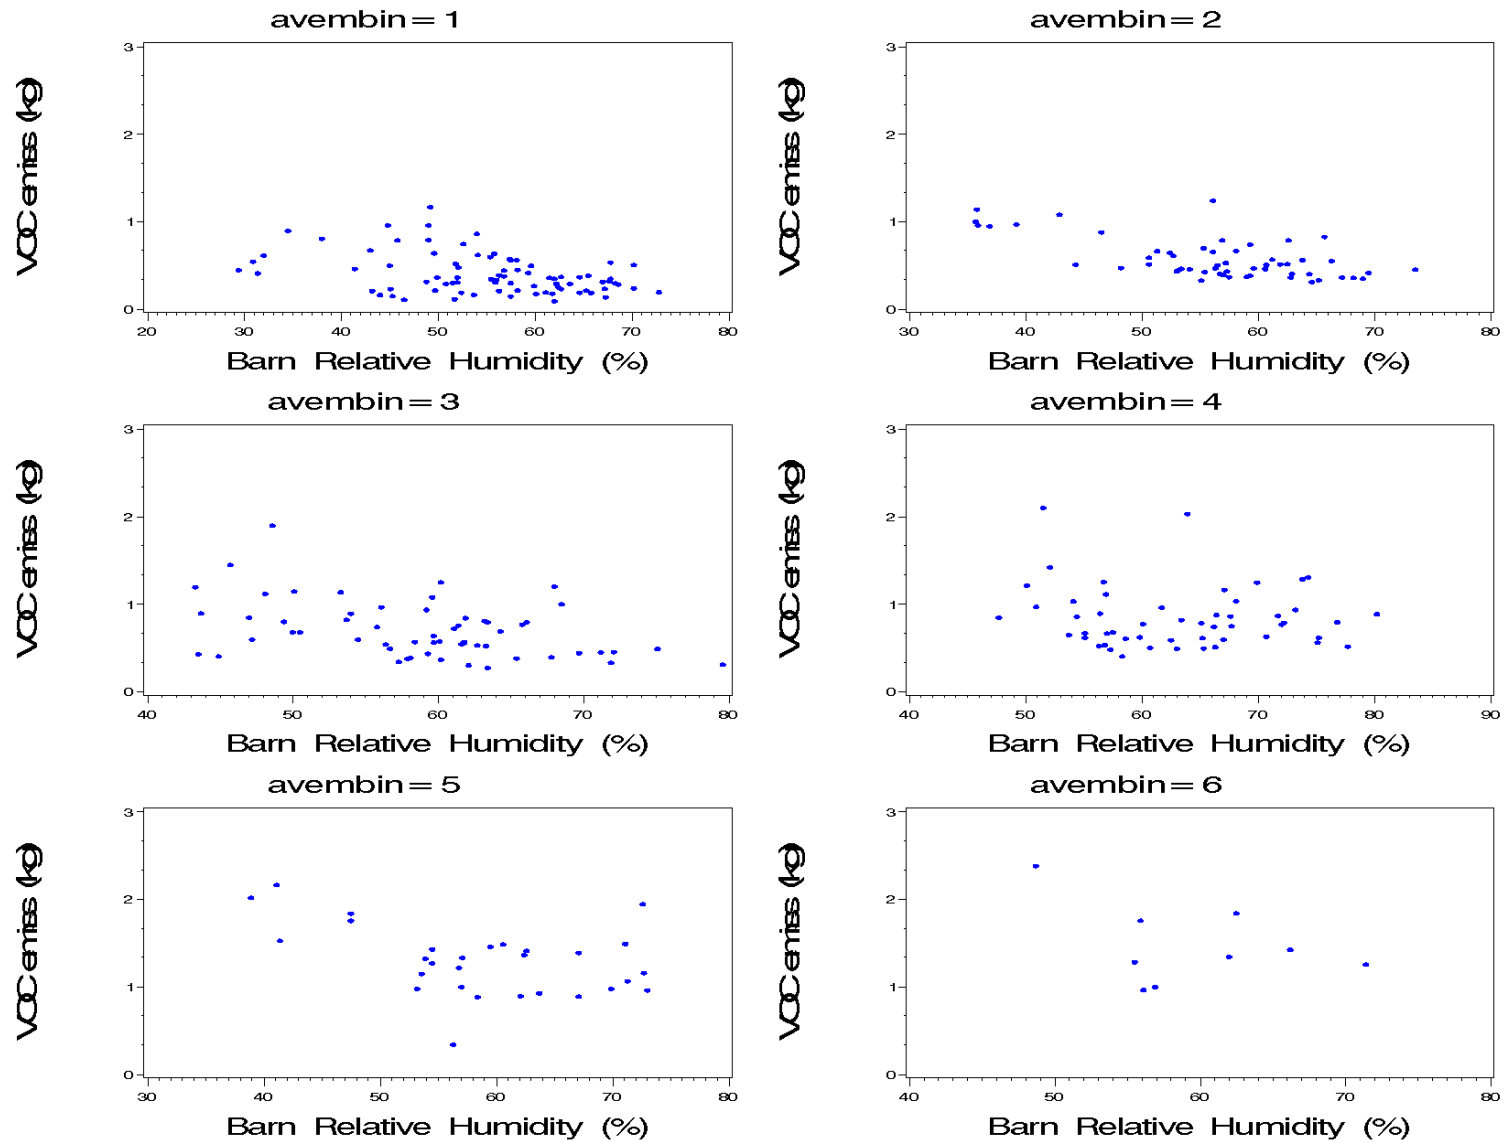 avembin = 1
VOC emiss (kg)
3
2
1
0
20 30 40 50 60 70 80
Barn Relative Humidity (%)
avembin = 2
VOC emiss (kg)
3
2
1
0
30 40 50 60 70 80
Barn Relative Humidity (%)
avembin = 3
VOC emiss (kg)
3
2
1
0
40 50 60 70 80
Barn Relative Humidity (%)
avembin = 4
VOC emiss (kg)
3
2
1
0
40 50 60 70 80 90
Barn Relative Humidity (%)
avembin = 5
VOC emiss (kg)
3
2
1
0
30 40 50 60 70 80
Barn Relative Humidity (%)
avembin = 6
VOC emiss (kg)
3
2
1
0
40 50 60 70 80
Barn Relative Humidity (%)